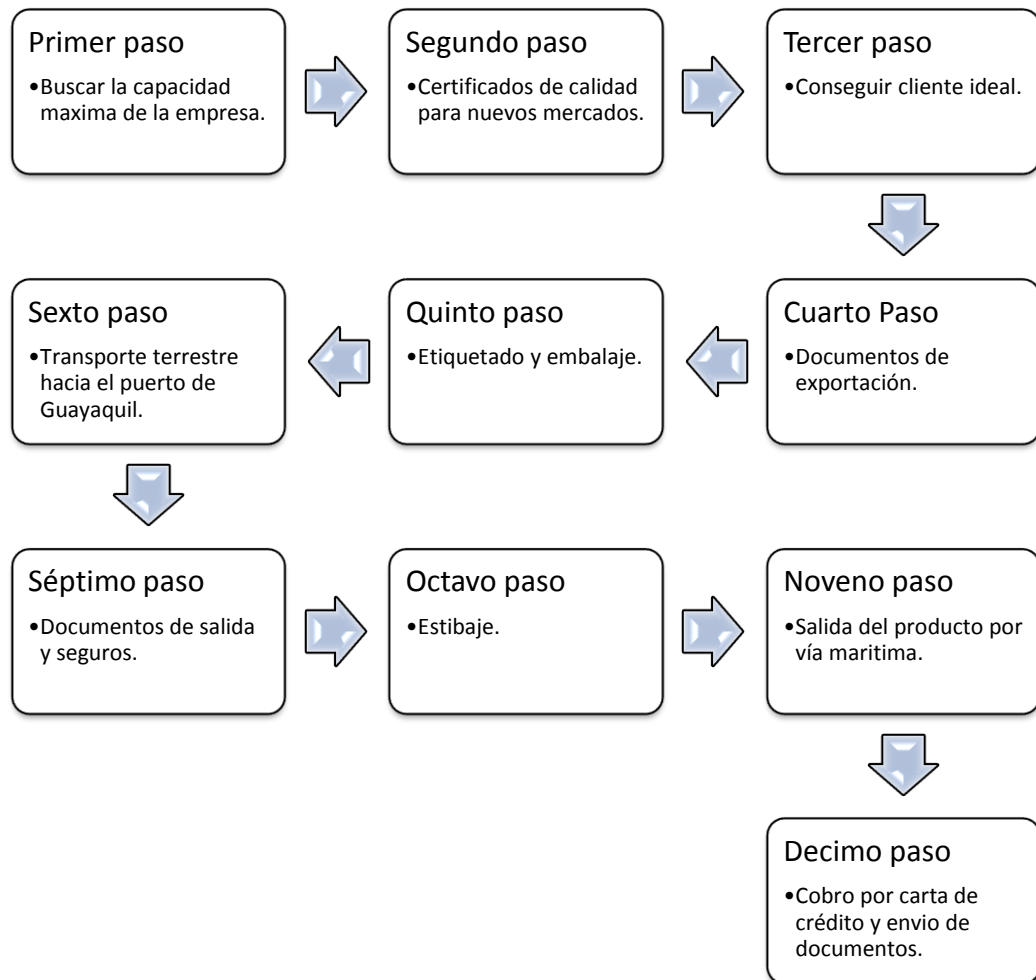 Primer paso
•Buscar la capacidad
maxima de la empresa.
Segundo paso
•Certificados de calidad
para nuevos mercados.
Tercer paso
•Conseguir cliente ideal.
Cuarto Paso
•Documentos de
exportación.
Quinto paso
•Etiquetado y embalaje.
Sexto paso
•Transporte terrestre
hacia el puerto de
Guayaquil.
Séptimo paso
•Documentos de salida
y seguros.
Octavo paso
•Estibaje.
Noveno paso
•Salida del producto por
vía maritima.
Decimo paso
•Cobro por carta de
crédito y envio de
documentos.